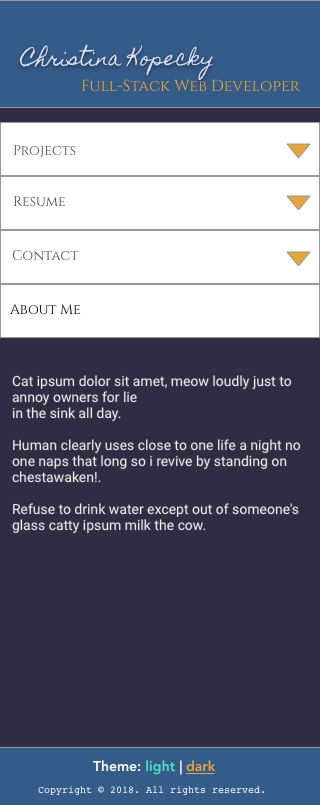 Christina Kopecky
Full-Stack Web Developer
Projects
Resume
Contact
About Me
Cat ipsum dolor sit amet, meow loudly just to
annoy owners for lie
in the sink all day.
Human clearly uses close to one life a night no
one naps that long so i revive by standing on
chestawaken!.
Refuse to drink water except out of someone's
glass catty ipsum milk the cow.
Theme: light | dark
Copyright © 2018. All rights reserved.